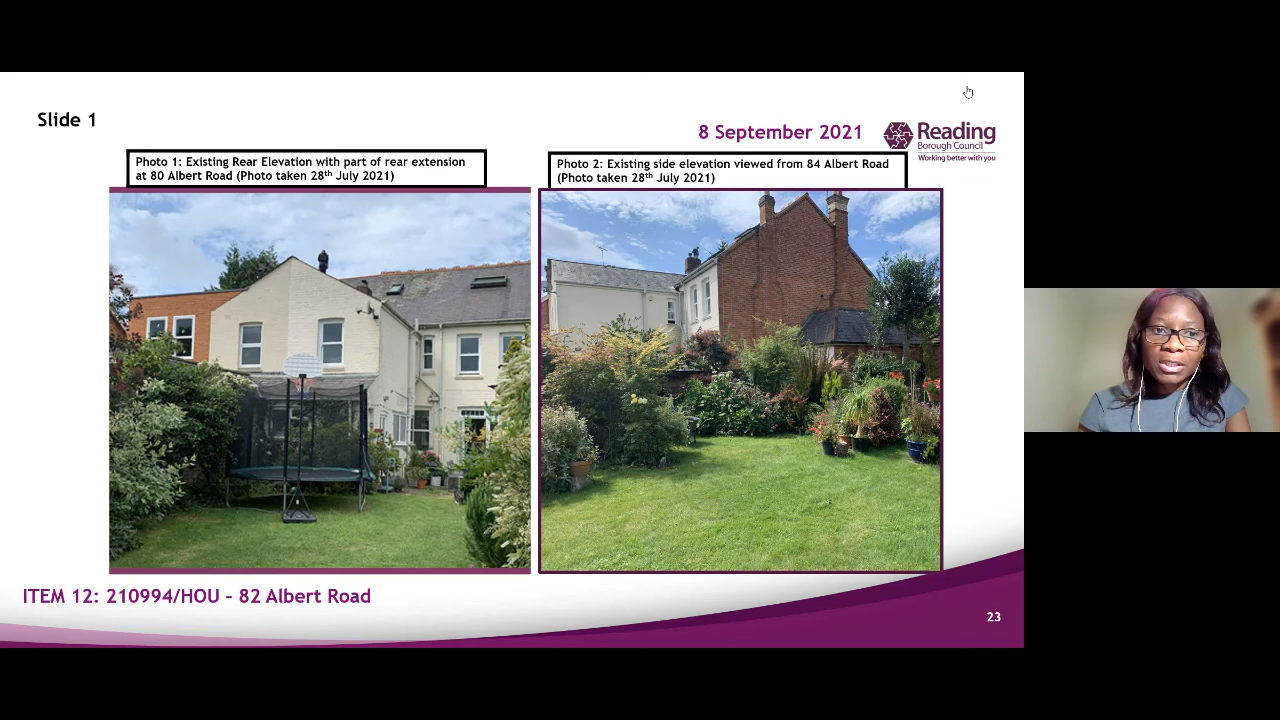 Slide 1
8 September 2021
Reading
Borough Council
Working better with you
Photo 1: Existing Rear Elevation with part of rear extension
at 80 Albert Road (Photo taken 28th July 2021)
Photo 2: Existing side elevation viewed from 84 Albert Road
(Photo taken 28th July 2021)
ITEM 12: 210994/HOU – 82 Albert Road
23